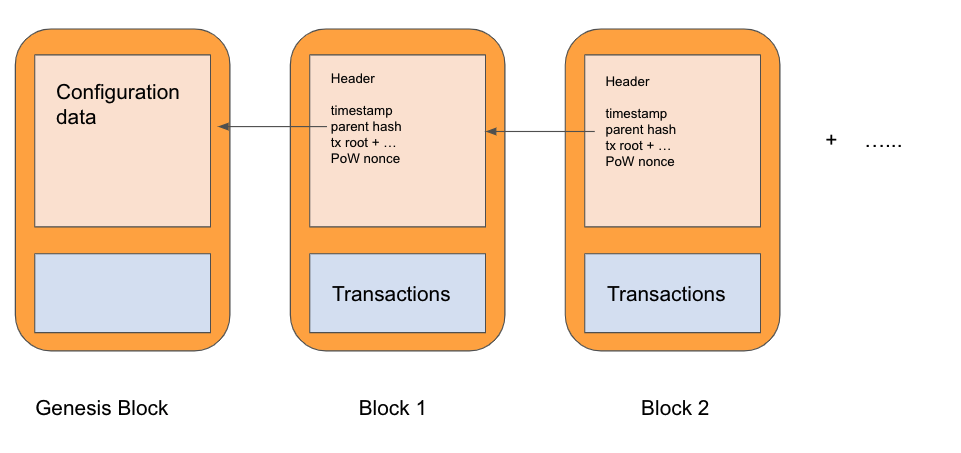 Configuration
data
Header
timestamp
parent hash
tx root + …
PoW nonce
Transactions
Header
timestamp
parent hash
tx root + …
PoW nonce
Transactions
+ …...
Genesis Block
Block 1
Block 2